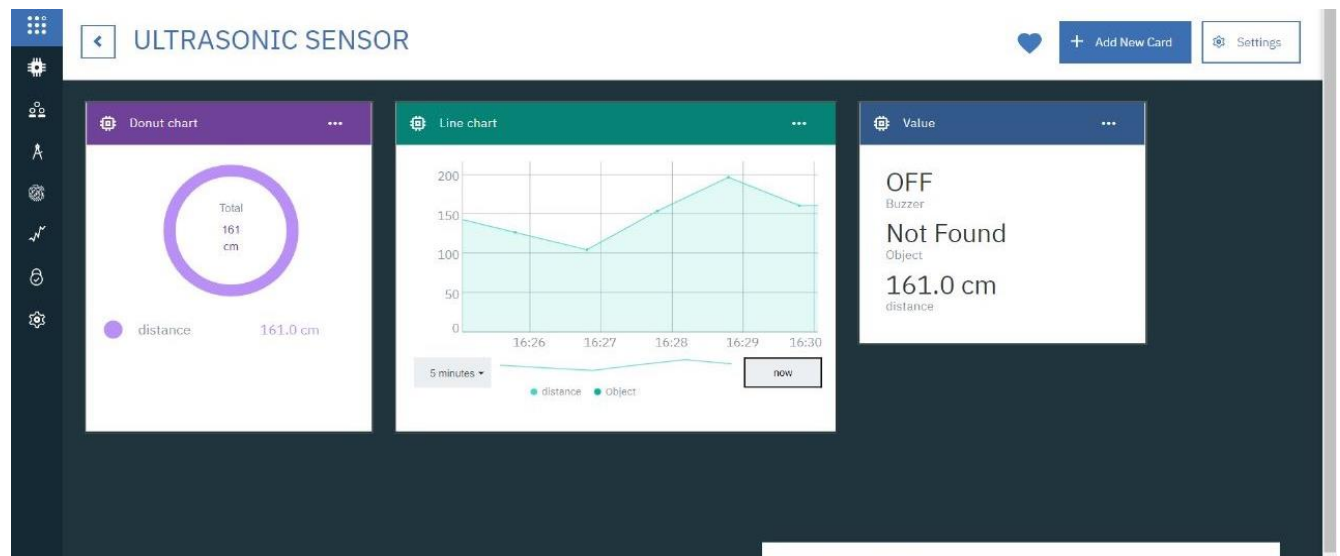 ULTRASONIC SENSOR
+ Add New Card
Settings
Donut chart
Total
161
cm
distance 161.0 cm
Line chart
200
150
100
50
0
16:26 16:27 16:28 16:29 16:30
5 minutes
now
distance Object
Value
OFF
Buzzer
Not Found
Object
161.0 cm
distance